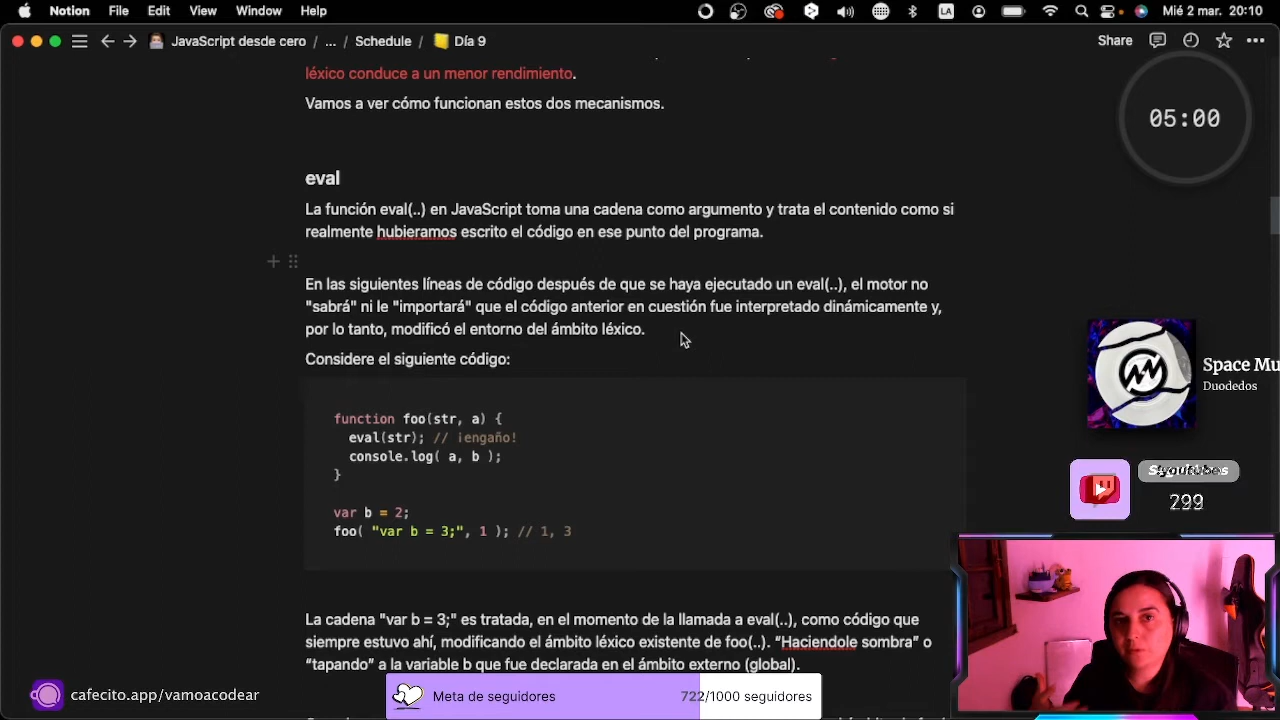 Notion File Edit View Window Help LA Mié 2 mar. 20:10
JavaScript desde cero / ... / Schedule / Día 9 Share
léxico conduce a un menor rendimiento.
Vamos a ver cómo funcionan estos dos mecanismos.
05:00
eval
La función eval(..) en JavaScript toma una cadena como argumento y trata el contenido como si
realmente hubieramos escrito el código en ese punto del programa.
En las siguientes líneas de código después de que se haya ejecutado un eval(..), el motor no
"sabrá" ni le "importará" que el código anterior en cuestión fue interpretado dinámicamente y,
por lo tanto, modificó el entorno del ámbito léxico.
Considere el siguiente código:
function foo(str, a) {
eval(str); // ¡engaño!
console.log( a, b );
}
var b = 2;
foo( "var b = 3;", 1 ); // 1, 3
Space Mu
Duodedos
299
La cadena "var b = 3;" es tratada, en el momento de la llamada a eval(..), como código que
siempre estuvo ahí, modificando el ámbito léxico existente de foo(..). “Haciendole sombra” o
“tapando” a la variable b que fue declarada en el ámbito externo (global).
cafecito.app/vamoacodear
Meta de seguidores 722/1000 seguidores